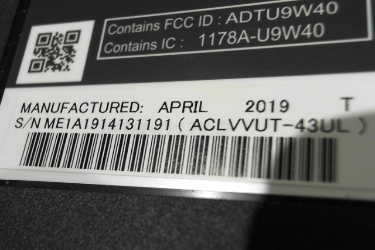 Contains FCC ID : ADTU9W40
Contains IC : 1178A-U9W40
MANUFACTURED: APRIL 2019 T
S/N ME1A1914131191 ( ACLVVUT-43UL )